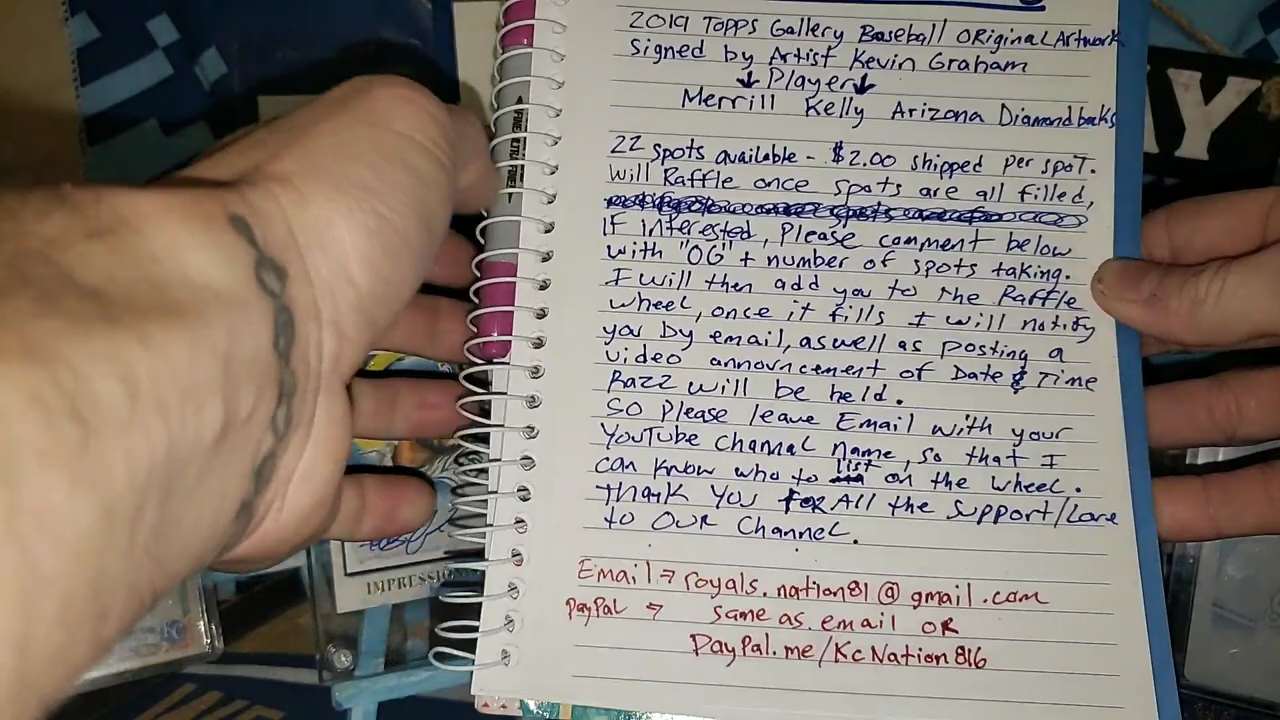 2019 Topps Gallery Baseball ORiginal Artwork
signed by Artist Kevin Graham
↓ Player ↓
Merrill Kelly Arizona Diamondbacks
22 spots available - $2.00 shipped per spot.
Will Raffle once spots are all filled,
If interested, Please comment below
with "OG" + number of spots taking.
I will then add you to the Raffle
wheel, once it fills I will notify
you by email, aswell as posting a
video announcement of Date & Time
Razz will be held.
So Please leave Email with your
YouTube channal name, so that I
can know who to list on the wheel.
Thank you FOR All the support/Love
to OUR Channel.
Email → royals.nation81@gmail.com
PayPal → same as email OR
PayPal.me/KcNation816
IMPRESSIO
AY